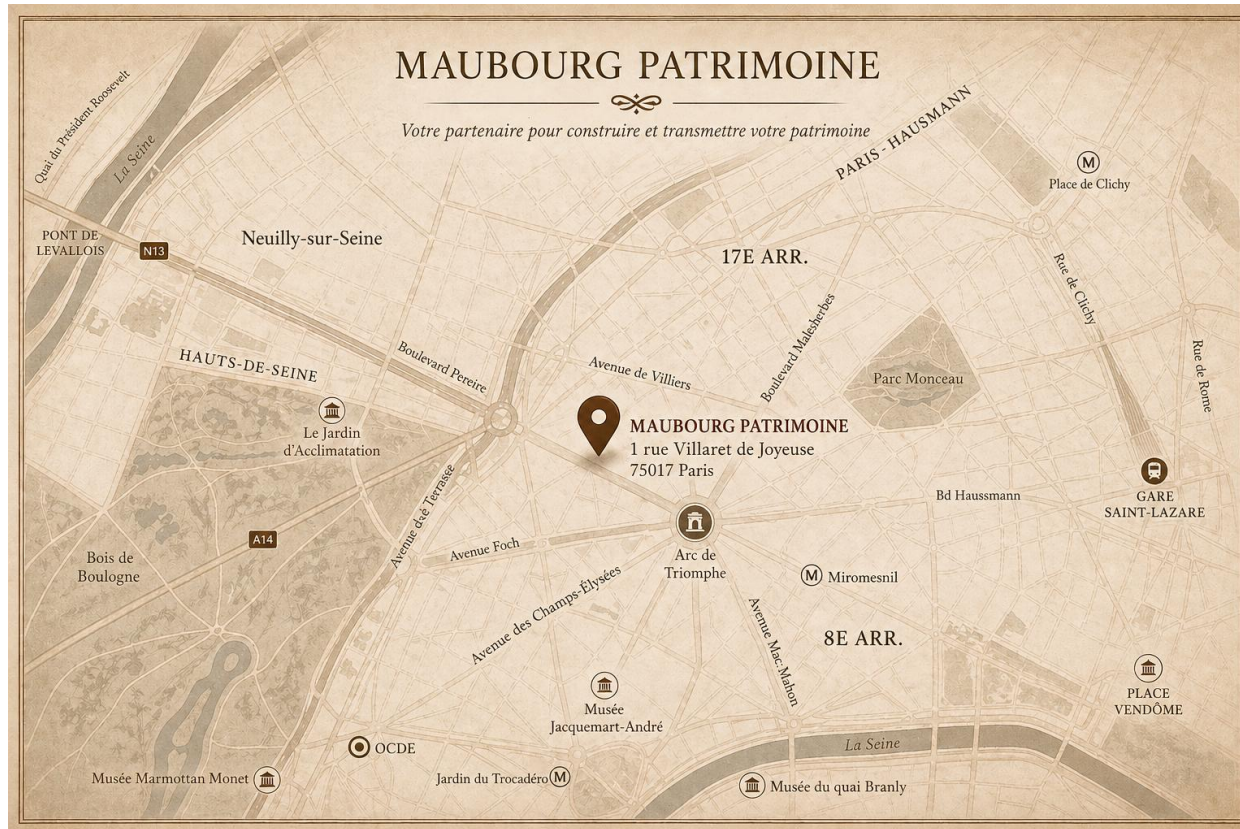 MAUBOURG PATRIMOINE
Votre partenaire pour construire et transmettre votre patrimoine
Quai du Président Roosevelt
La Seine
PARIS - HAUSMANN
M
Place de Clichy
PONT DE
LEVALLOIS
N13
Neuilly-sur-Seine
17E ARR.
Rue de Clichy
Boulevard Malesherbes
HAUTS-DE-SEINE
Boulevard Pereire
Avenue de Villiers
Parc Monceau
Rue de Rome
Le Jardin
d'Acclimatation
MAUBOURG PATRIMOINE
1 rue Villaret de Joyeuse
75017 Paris
GARE
SAINT-LAZARE
Bd Haussmann
Avenue
A14
Avenue Foch
Bois de
Boulogne
Arc de
Triomphe
M Miromesnil
Avenue des Champs-Élysées
Avenue Mac-Mahon
8E ARR.
Musée
Jacquemart-André
PLACE
VENDÔME
OCDE
La Seine
Musée Marmottan Monet
Jardin du Trocadéro M
Musée du quai Branly